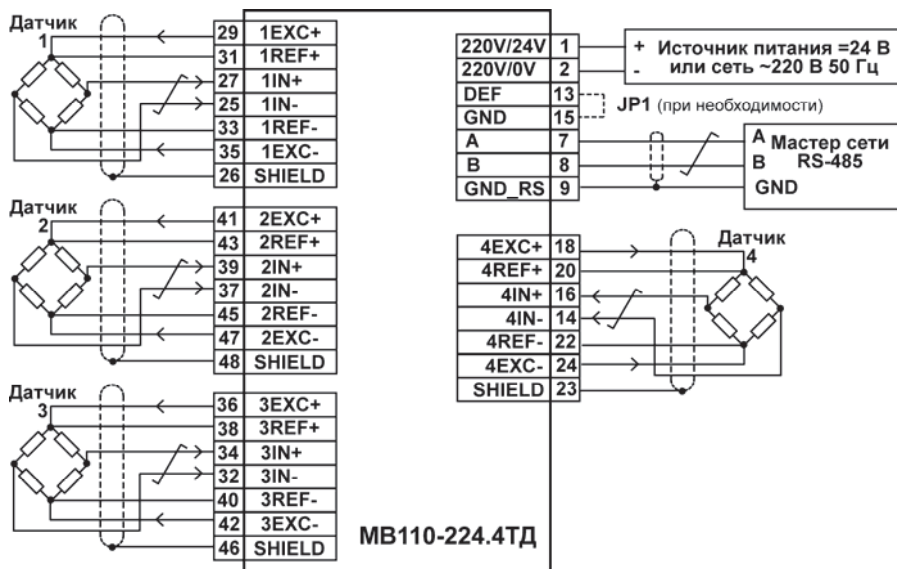 Датчик
1
29 1EXC+
31 1REF+
27 1IN+
25 1IN-
33 1REF-
35 1EXC-
26 SHIELD
Датчик
2
41 2EXC+
43 2REF+
39 2IN+
37 2IN-
45 2REF-
47 2EXC-
48 SHIELD
Датчик
3
36 3EXC+
38 3REF+
34 3IN+
32 3IN-
40 3REF-
42 3EXC-
46 SHIELD
МВ110-224.4ТД
220V/24V 1
220V/0V 2
DEF 13
GND 15
A 7
B 8
GND_RS 9
+ Источник питания =24 В
- или сеть ~220 В 50 Гц
JP1 (при необходимости)
A Мастер сети
B RS-485
GND
4EXC+ 18
4REF+ 20
4IN+ 16
4IN- 14
4REF- 22
4EXC- 24
SHIELD 23
Датчик
4